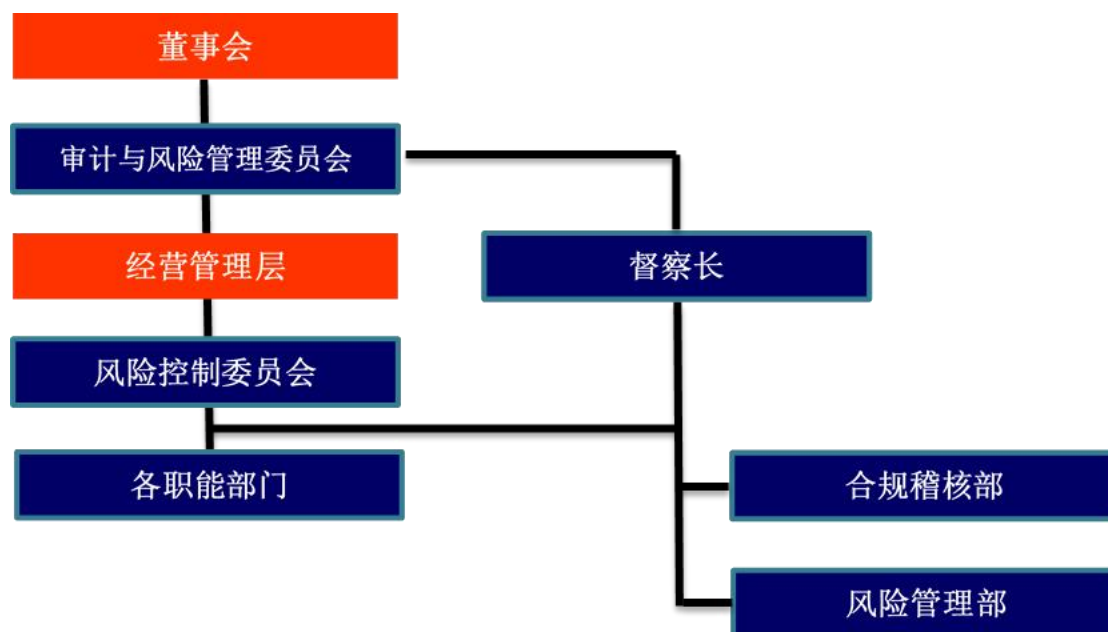 董事会
审计与风险管理委员会
经营管理层
督察长
风险控制委员会
各职能部门
合规稽核部
风险管理部